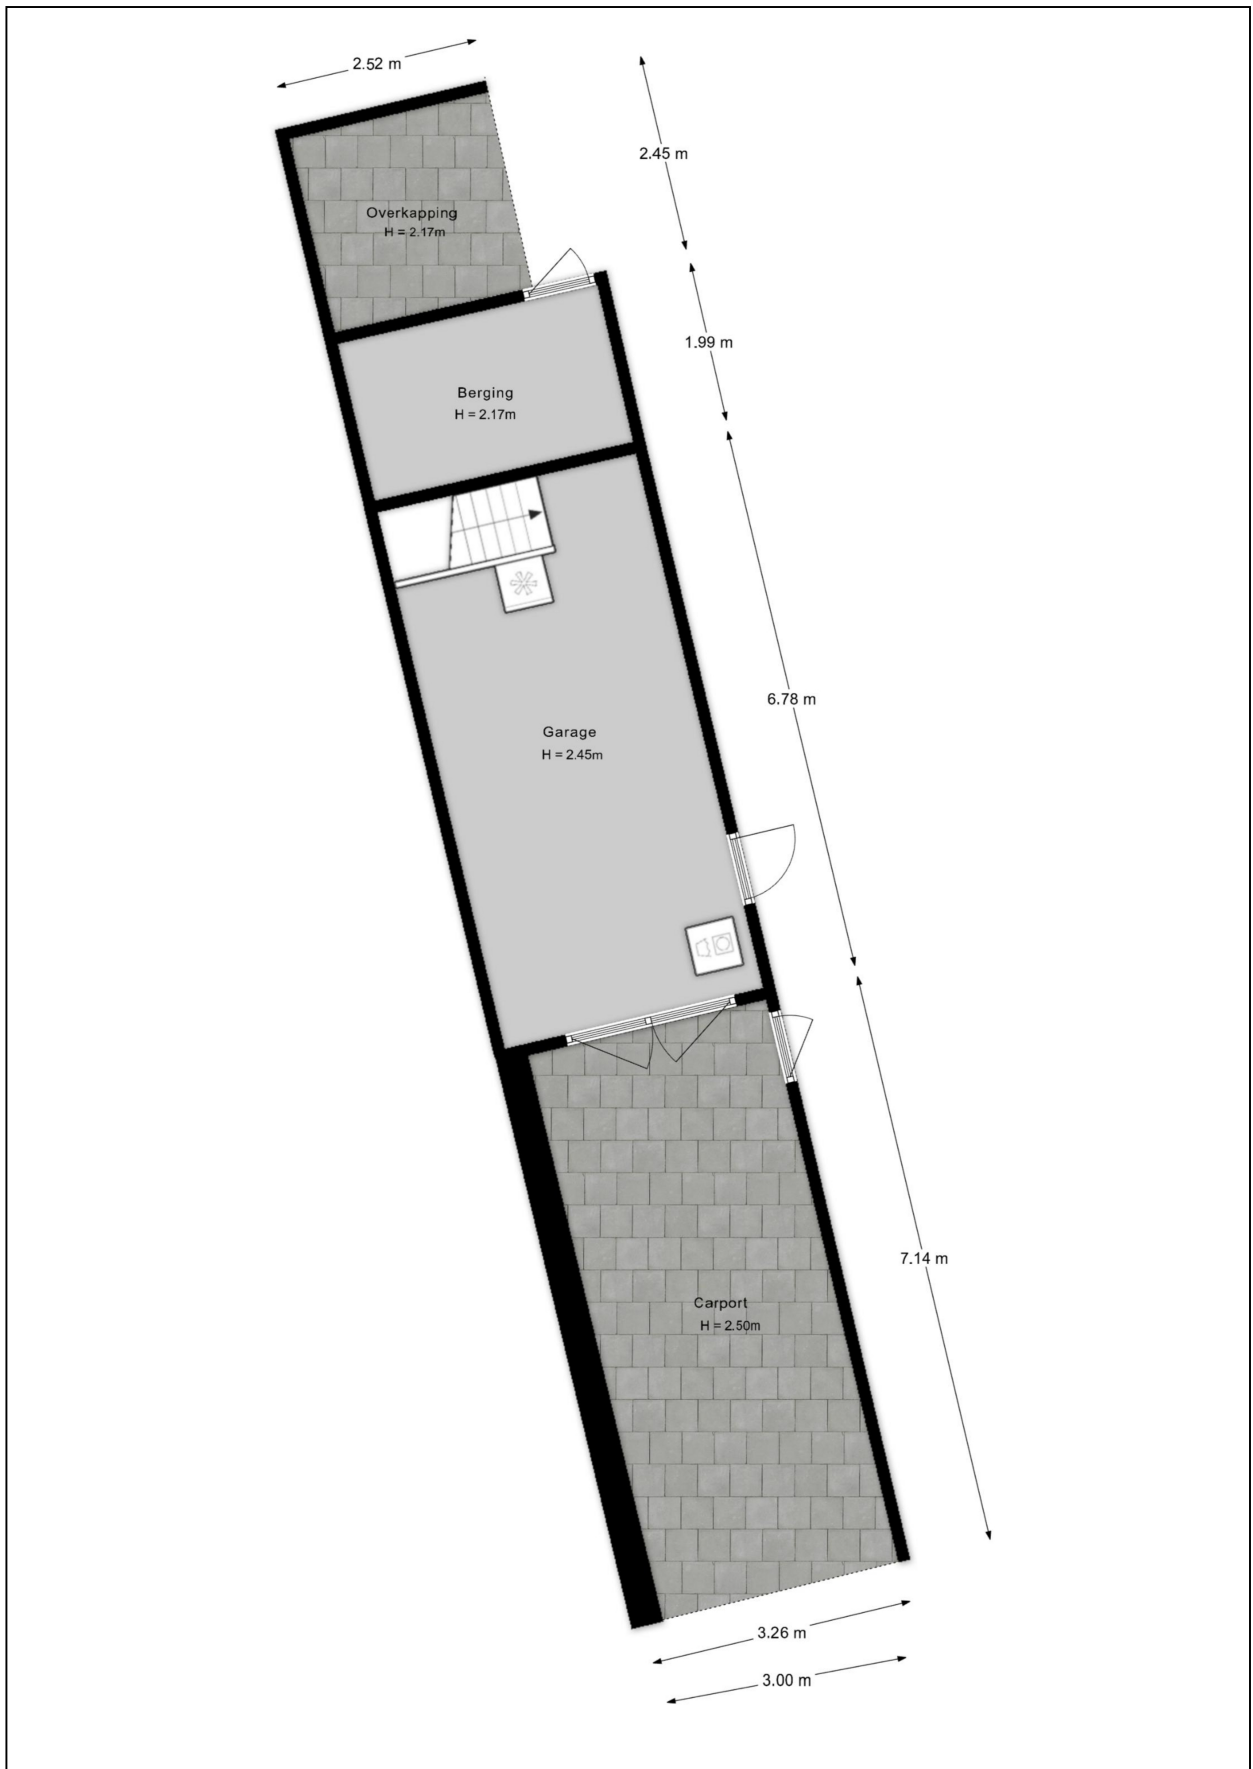 2.52 m
2.45 m
Overkapping
H = 2.17m
1.99 m
Berging
H = 2.17m
6.78 m
Garage
H = 2.45m
7.14 m
Carport
H = 2.50m
3.26 m
3.00 m